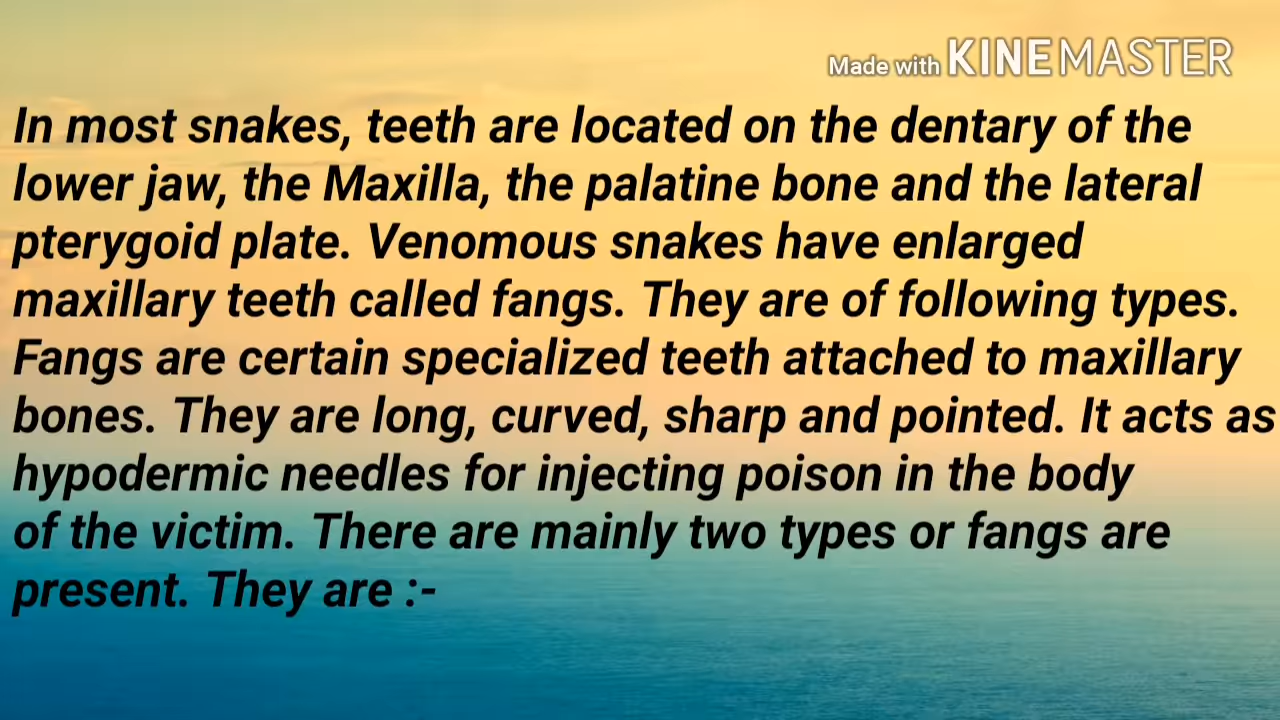 Made with KINEMASTER
In most snakes, teeth are located on the dentary of the
lower jaw, the Maxilla, the palatine bone and the lateral
pterygoid plate. Venomous snakes have enlarged
maxillary teeth called fangs. They are of following types.
Fangs are certain specialized teeth attached to maxillary
bones. They are long, curved, sharp and pointed. It acts as
hypodermic needles for injecting poison in the body
of the victim. There are mainly two types or fangs are
present. They are :-